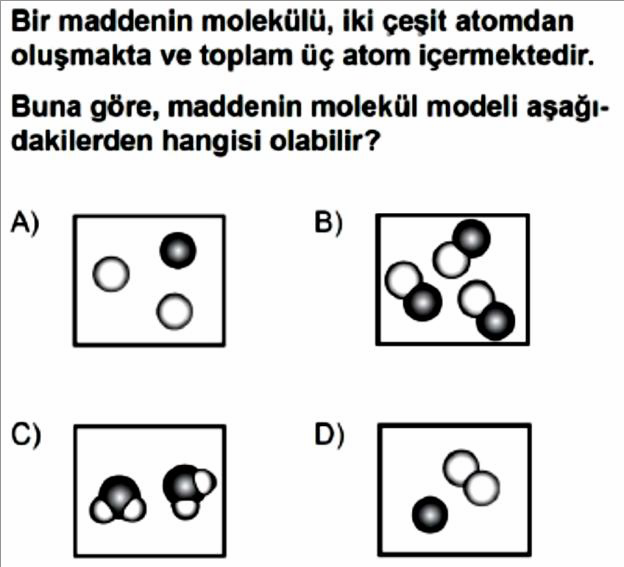 Bir maddenin molekülü, iki çeşit atomdan
oluşmakta ve toplam üç atom içermektedir.
Buna göre, maddenin molekül modeli aşağı-
dakilerden hangisi olabilir?
A)
B)
C)
D)